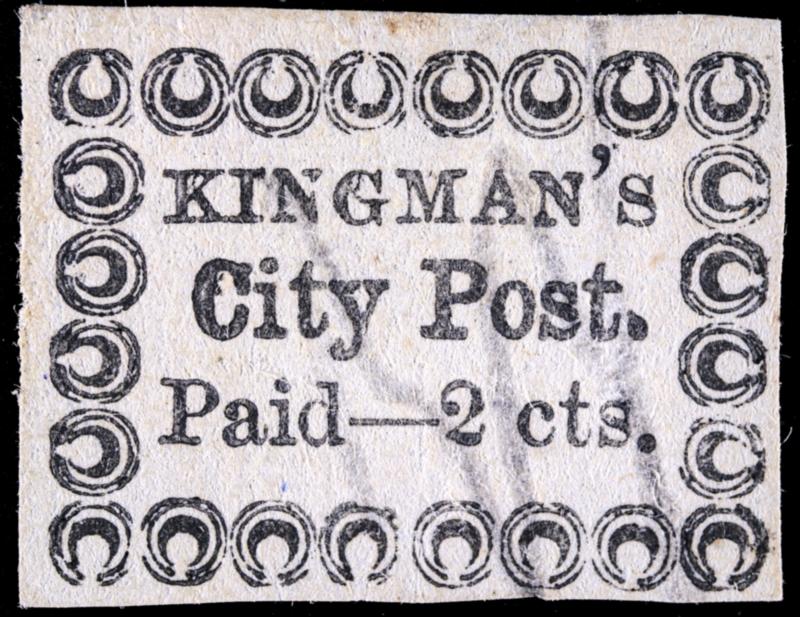 KINGMAN'S
City Post.
Paid—2 cts.